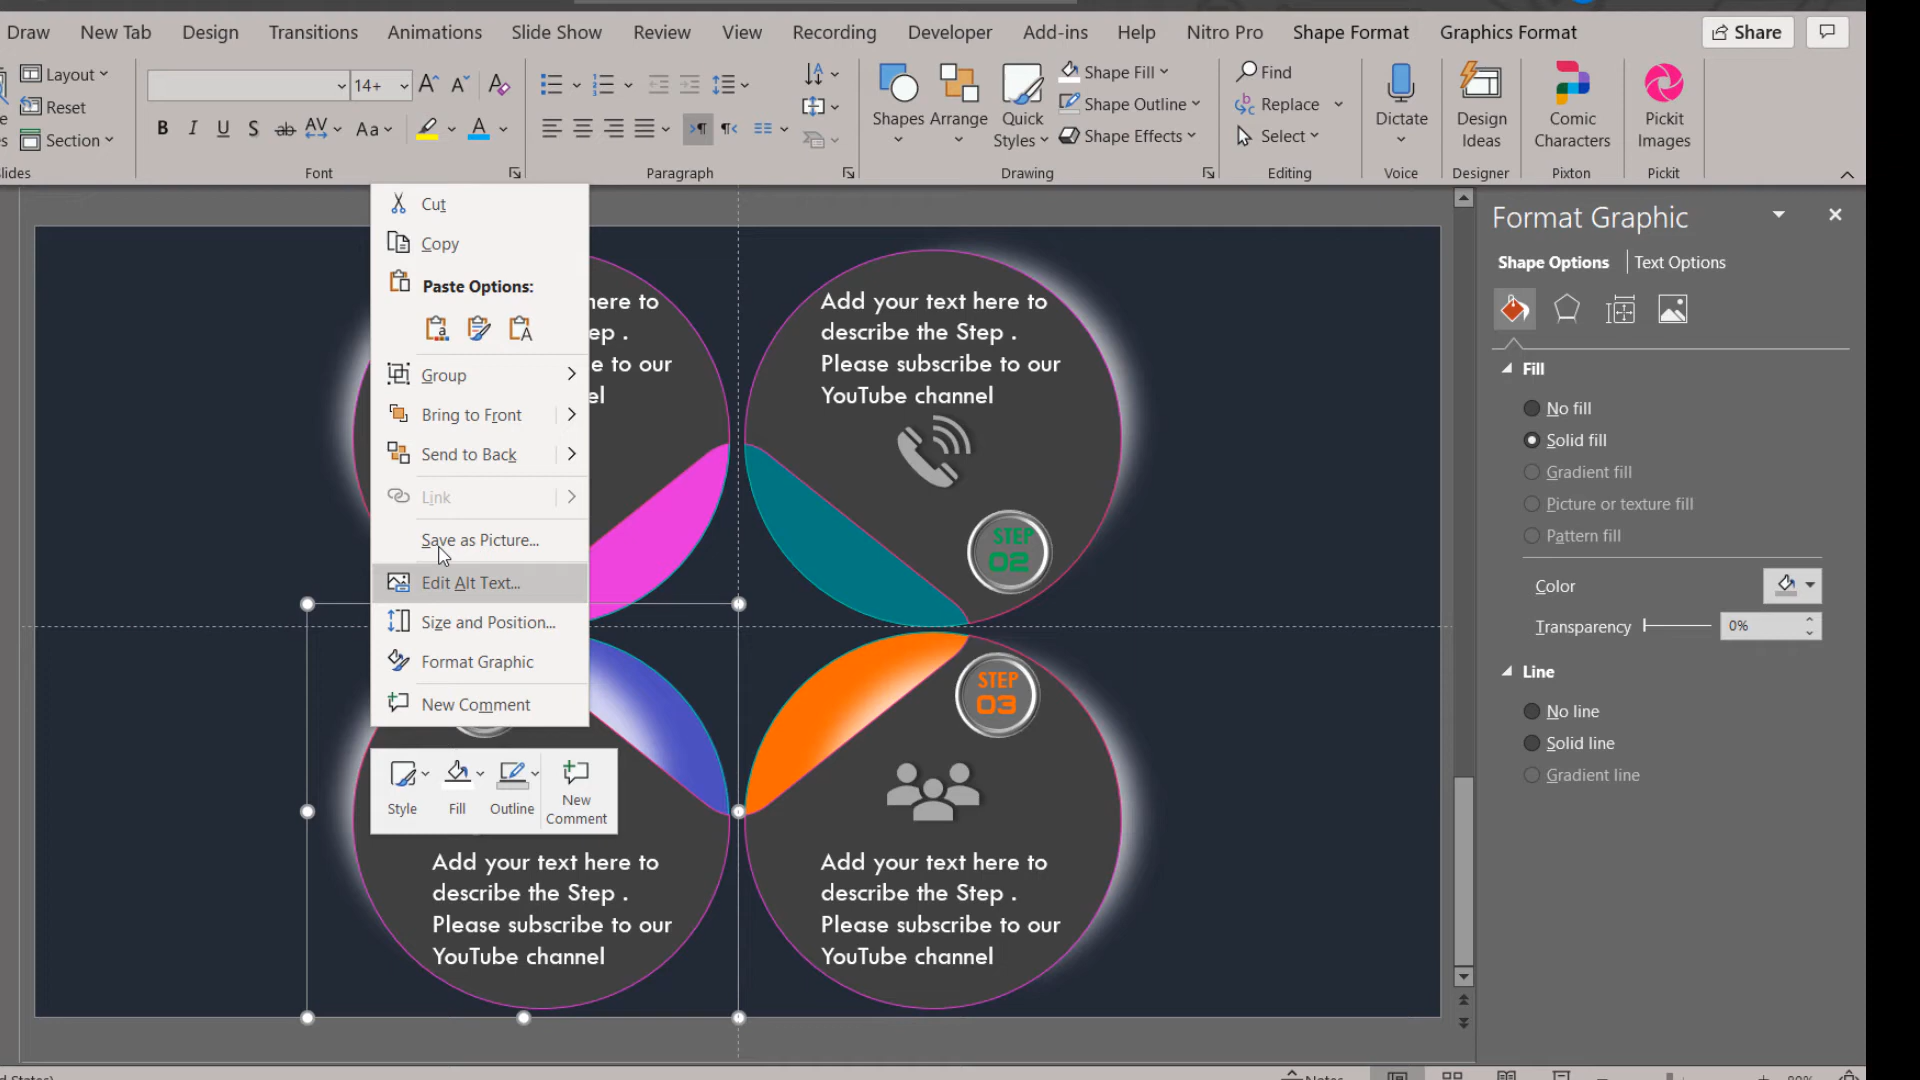 Draw New Tab Design Transitions Animations Slide Show Review View Recording Developer Add-ins Help Nitro Pro Shape Format Graphics Format Share
Layout
Reset
Section
14+
B I U S ab AV Aa A
Shapes
Arrange
Quick
Styles
Shape Fill
Shape Outline
Shape Effects
Find
Replace
Select
Dictate
Design
Ideas
Comic
Characters
Pickit
Images
Font Paragraph Drawing Editing Voice Designer Pixton Pickit
Cut
Copy
Paste Options:
Group
Bring to Front
Send to Back
Link
Save as Picture...
Edit Alt Text...
Size and Position...
Format Graphic
New Comment
Style
Fill
Outline
New
Comment
here to
ep .
e to our
el
Add your text here to
describe the Step .
Please subscribe to our
YouTube channel
STEP
02
STEP
03
Add your text here to
describe the Step .
Please subscribe to our
YouTube channel
Add your text here to
describe the Step .
Please subscribe to our
YouTube channel
Format Graphic
Shape Options Text Options
Fill
No fill
Solid fill
Gradient fill
Picture or texture fill
Pattern fill
Color
Transparency 0%
Line
No line
Solid line
Gradient line